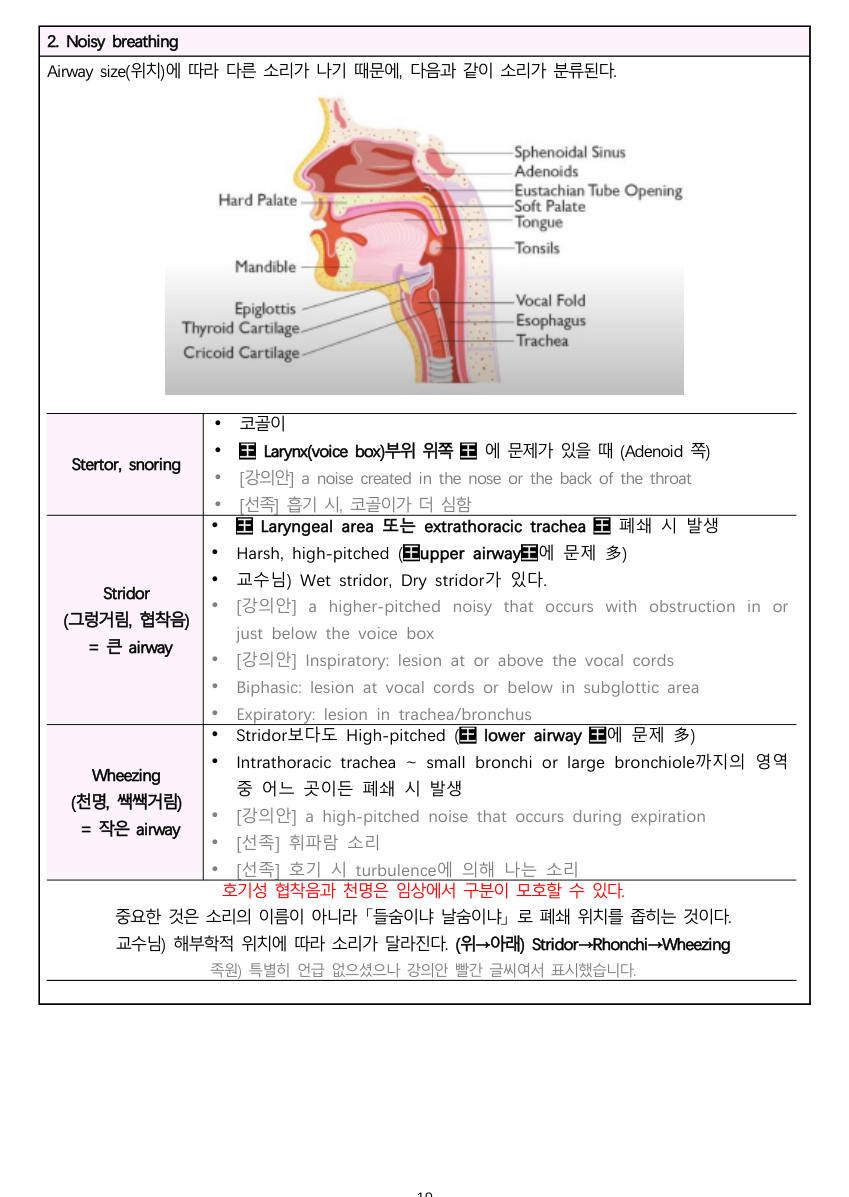 2. Noisy breathing
Airway size(위치)에 따라 다른 소리가 나기 때문에, 다음과 같이 소리가 분류된다.
Sphenoidal Sinus
Adenoids
Eustachian Tube Opening
Hard Palate
Soft Palate
Tongue
Tonsils
Mandible
Epiglottis
Vocal Fold
Thyroid Cartilage
Esophagus
Cricoid Cartilage
Trachea
Stertor, snoring
• 코골이
• Larynx(voice box)부위 위쪽 에 문제가 있을 때 (Adenoid 쪽)
• [강의안] a noise created in the nose or the back of the throat
• [선족] 흡기 시, 코골이가 더 심함
Stridor
(그렁거림, 협착음)
= 큰 airway
• Laryngeal area 또는 extrathoracic trachea 폐쇄 시 발생
• Harsh, high-pitched (upper airway에 문제 多)
• 교수님) Wet stridor, Dry stridor가 있다.
• [강의안] a higher-pitched noisy that occurs with obstruction in or
just below the voice box
• [강의안] Inspiratory: lesion at or above the vocal cords
• Biphasic: lesion at vocal cords or below in subglottic area
• Expiratory: lesion in trachea/bronchus
Wheezing
(천명, 쌕쌕거림)
= 작은 airway
• Stridor보다도 High-pitched ( lower airway 에 문제 多)
• Intrathoracic trachea ~ small bronchi or large bronchiole까지의 영역
중 어느 곳이든 폐쇄 시 발생
• [강의안] a high-pitched noise that occurs during expiration
• [선족] 휘파람 소리
• [선족] 호기 시 turbulence에 의해 나는 소리
호기성 협착음과 천명은 임상에서 구분이 모호할 수 있다.
중요한 것은 소리의 이름이 아니라「들숨이냐 날숨이냐」로 폐쇄 위치를 좁히는 것이다.
교수님) 해부학적 위치에 따라 소리가 달라진다. (위→아래) Stridor→Rhonchi→Wheezing
족원) 특별히 언급 없으셨으나 강의안 빨간 글씨여서 표시했습니다.